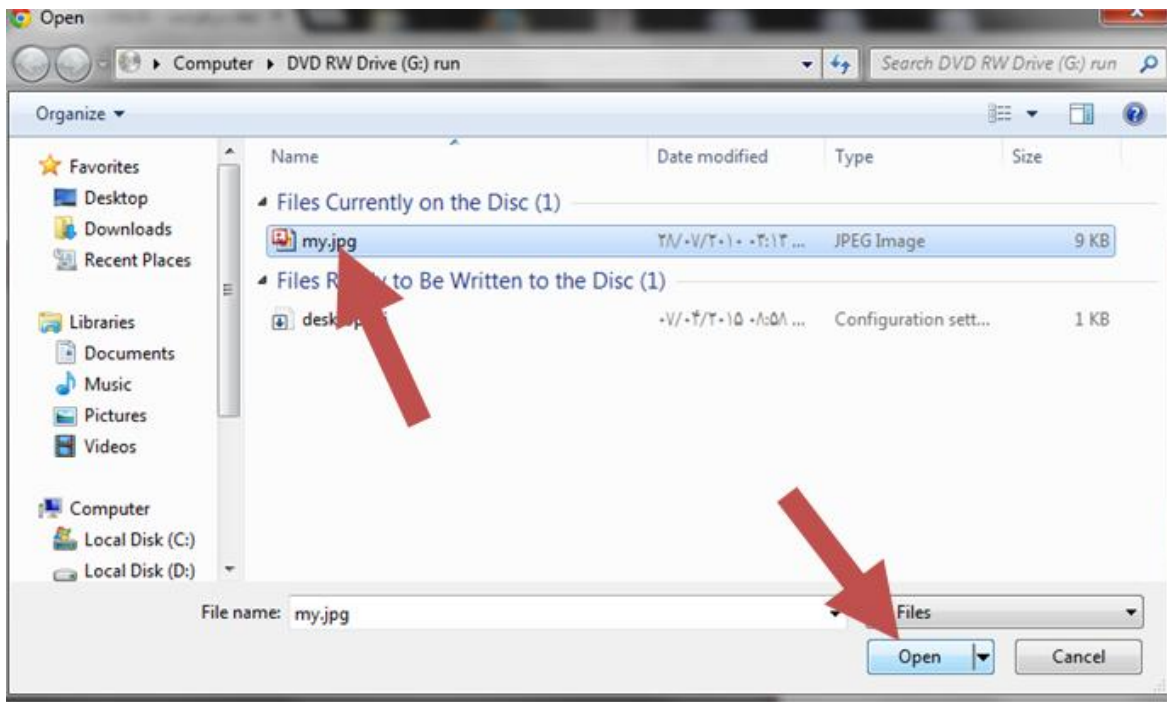 Open
Computer ▸ DVD RW Drive (G:) run
Search DVD RW Drive (G:) run
Organize
Name Date modified Type Size
Favorites
Desktop
Downloads
Recent Places
Libraries
Documents
Music
Pictures
Videos
Computer
Local Disk (C:)
Local Disk (D:)
Files Currently on the Disc (1)
my.jpg ۲۸/۰۷/۲۰۱۰ ۰۳:۱۳ ... JPEG Image 9 KB
to Be Written to the Disc (1)
۰۷/۰۴/۲۰۱۵ ۰۸:۵۸ ... Configuration sett... 1 KB
File name: my.jpg
Files
Open Cancel